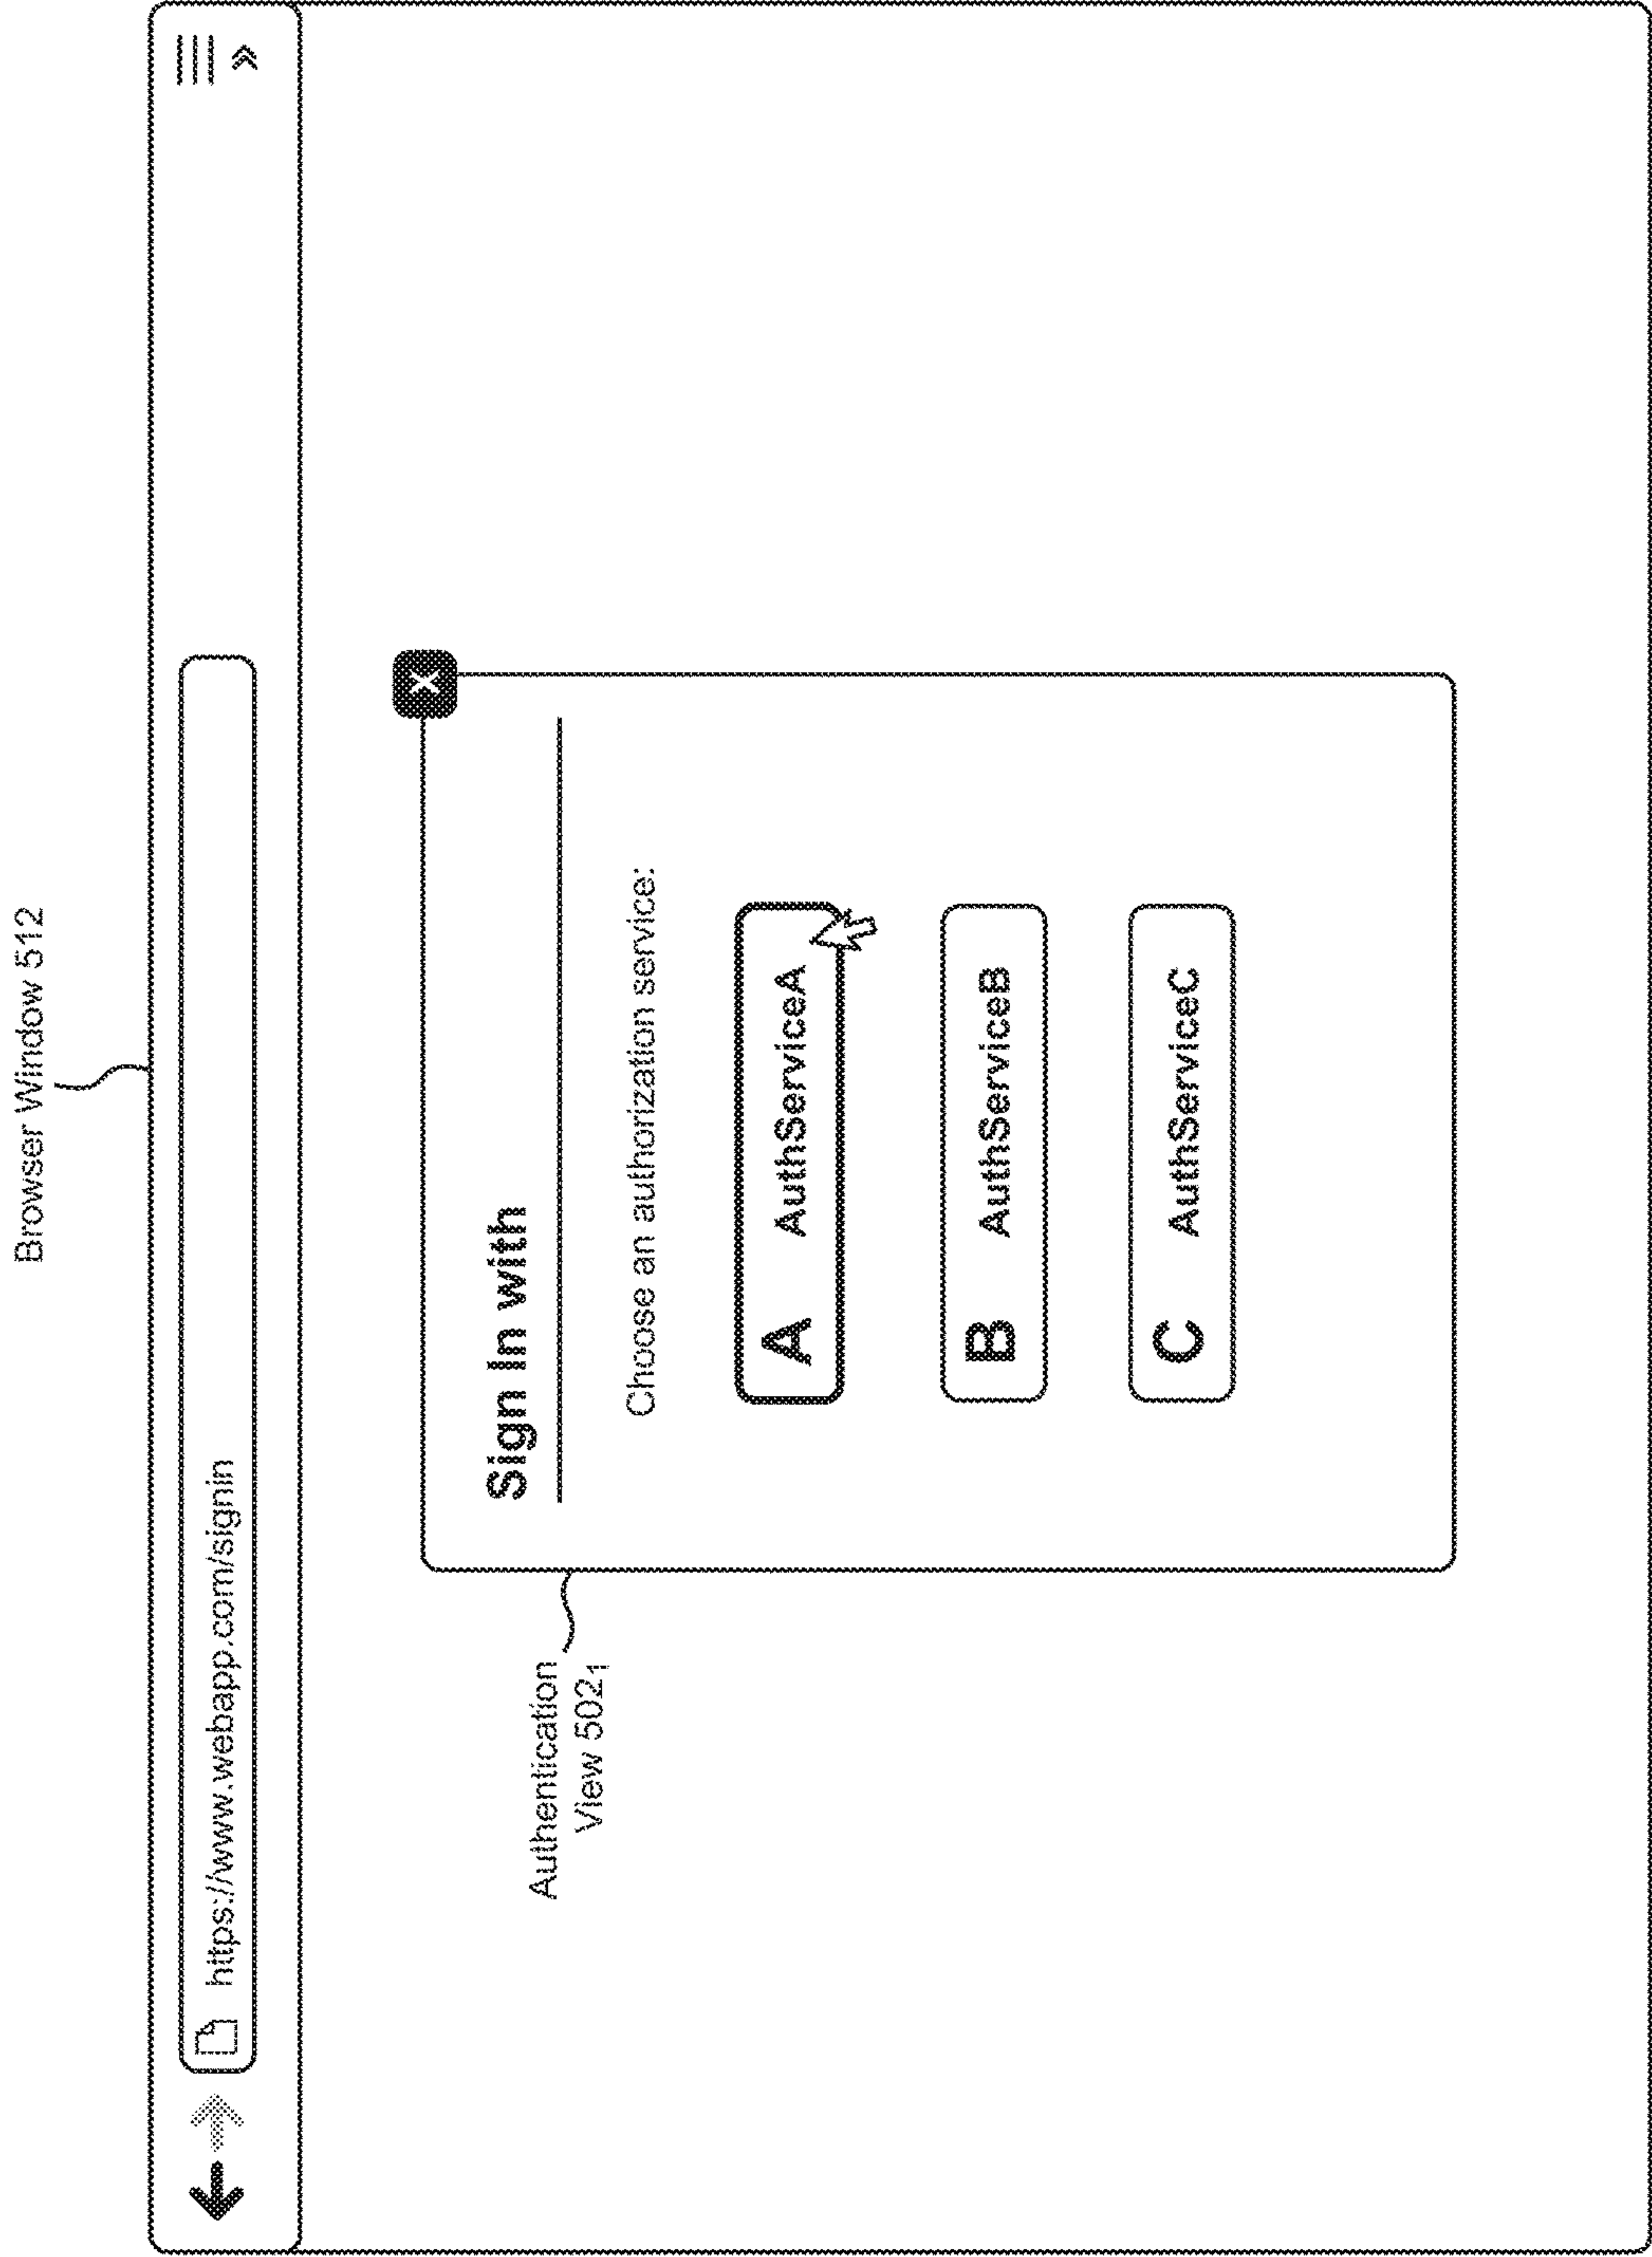 Browser Window 512
https://www.webapp.com/signin
X
Sign in with
Authentication
View 502₁
Choose an authorization service:
A AuthServiceA
B AuthServiceB
C AuthServiceC